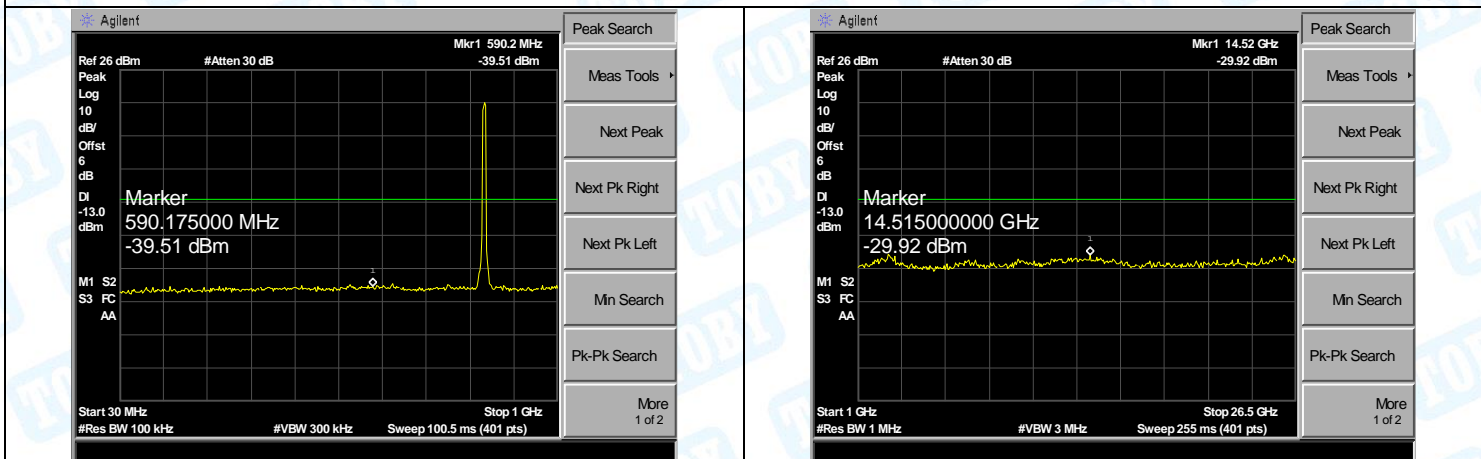 Agilent
Peak Search
Mkr1 590.2 MHz
Ref 26 dBm #Atten 30 dB -39.51 dBm
Peak
Log
10
dB/
Offst
6
dB
DI
-13.0
dBm
Marker
590.175000 MHz
-39.51 dBm
1
M1 S2
S3 FC
AA
Start 30 MHz Stop 1 GHz
#Res BW 100 kHz #VBW 300 kHz Sweep 100.5 ms (401 pts)
Meas Tools
Next Peak
Next Pk Right
Next Pk Left
Min Search
Pk-Pk Search
More
1 of 2
Agilent
Peak Search
Mkr1 14.52 GHz
Ref 26 dBm #Atten 30 dB -29.92 dBm
Peak
Log
10
dB/
Offst
6
dB
DI
-13.0
dBm
Marker
14.515000000 GHz
-29.92 dBm
1
M1 S2
S3 FC
AA
Start 1 GHz Stop 26.5 GHz
#Res BW 1 MHz #VBW 3 MHz Sweep 255 ms (401 pts)
Meas Tools
Next Peak
Next Pk Right
Next Pk Left
Min Search
Pk-Pk Search
More
1 of 2
TOBY